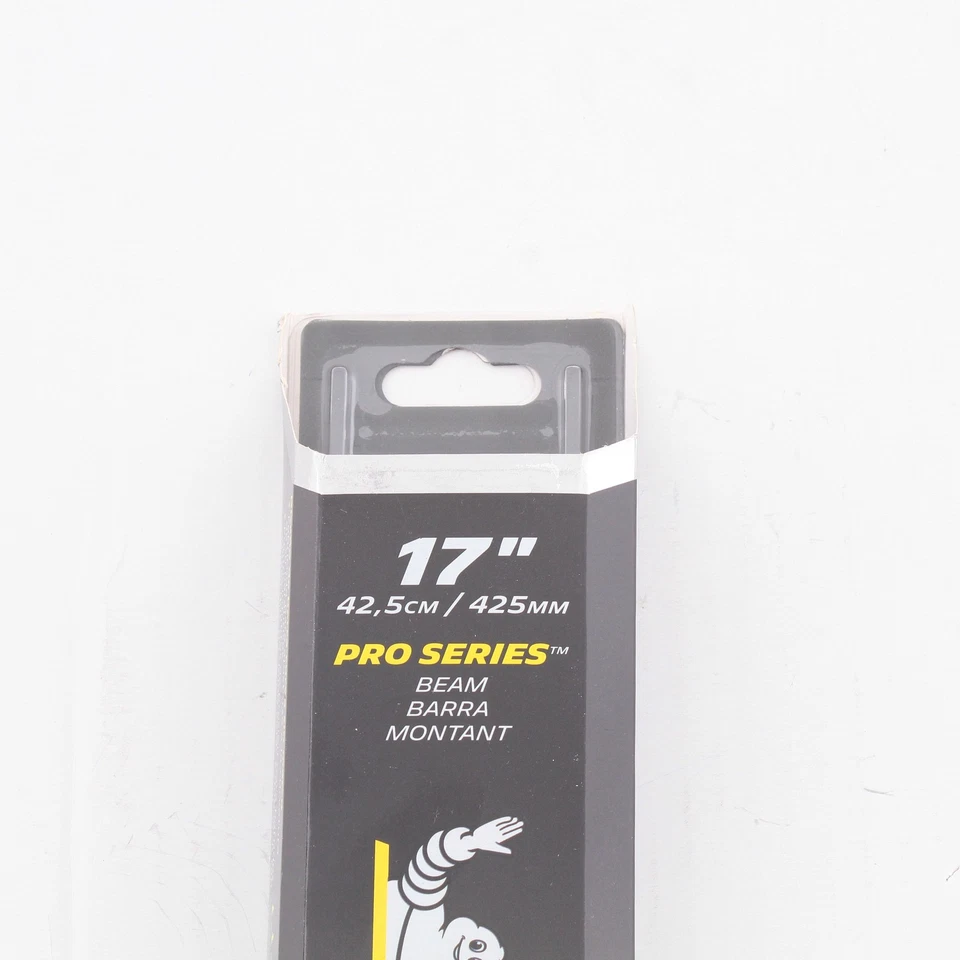 17"
42,5CM / 425MM
PRO SERIES™
BEAM
BARRA
MONTANT